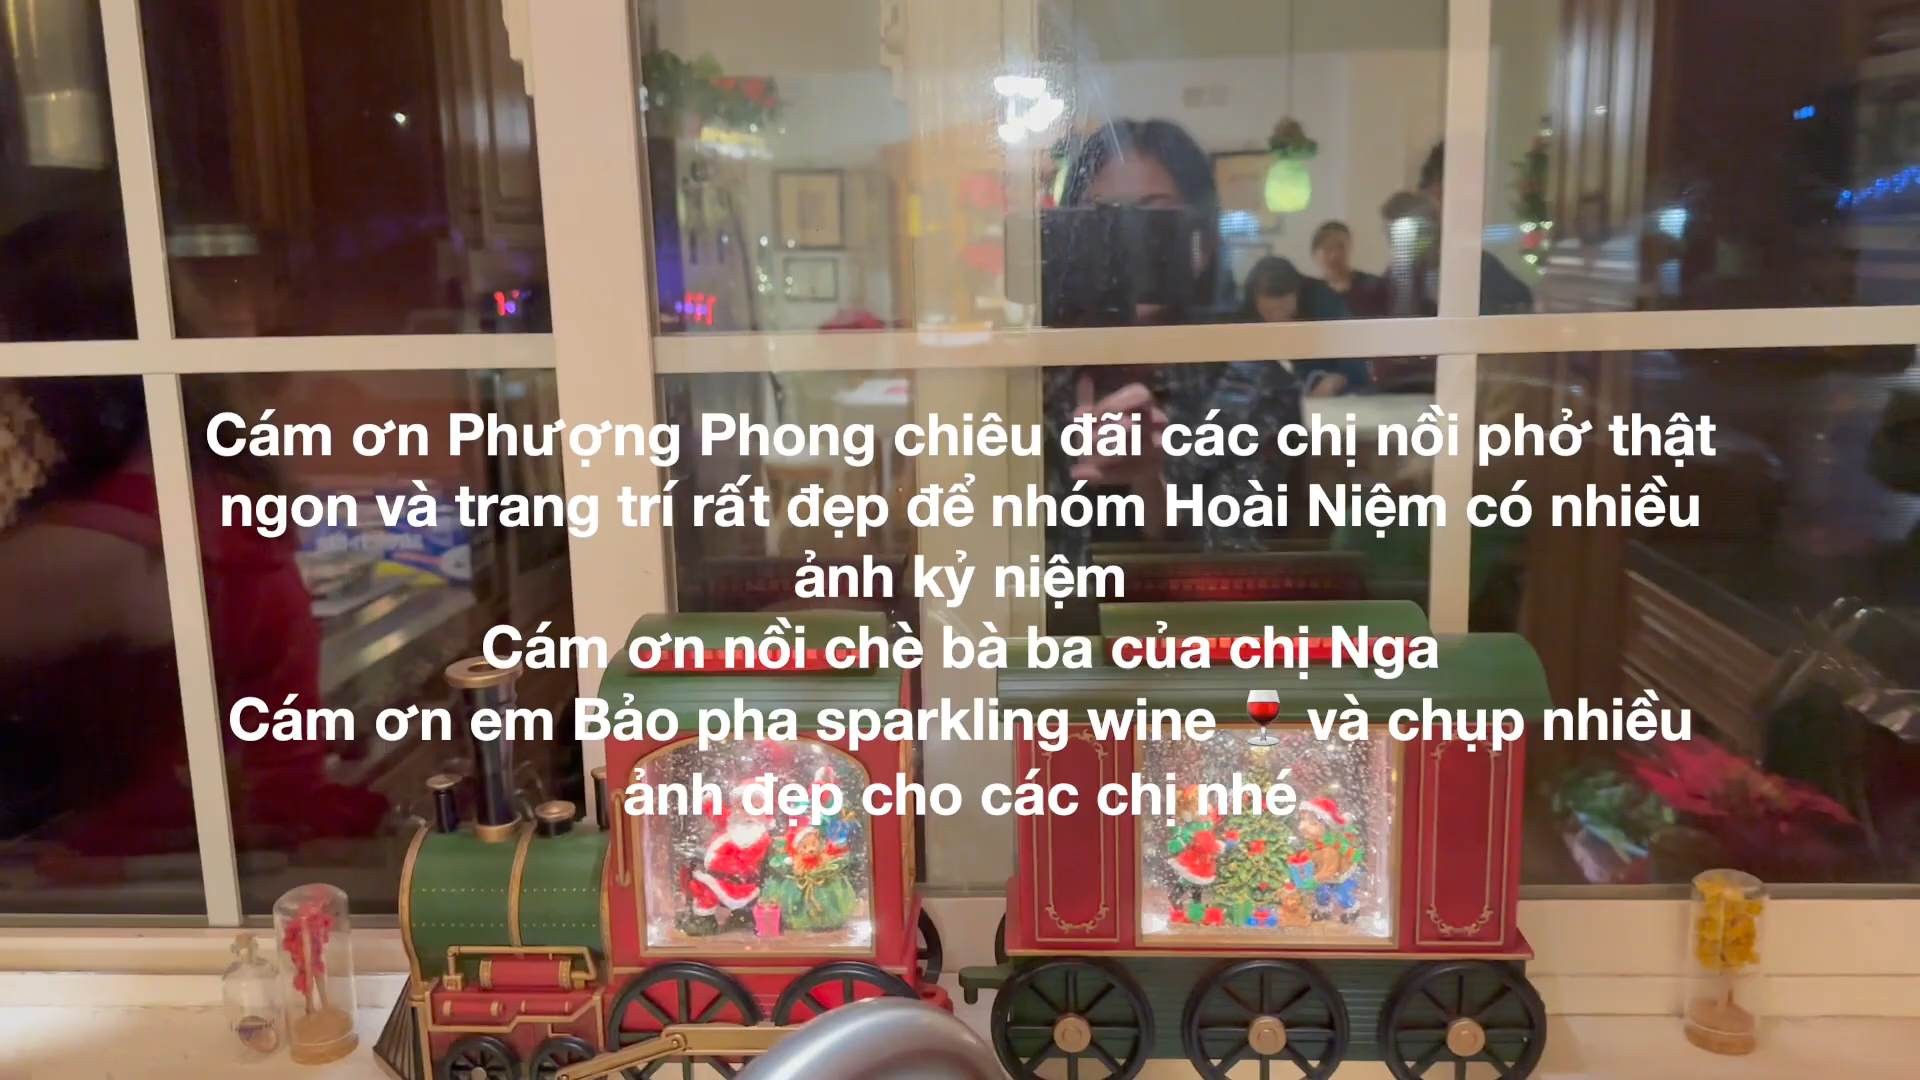 Cám ơn Phượng Phong chiêu đãi các chị nồi phở thật
ngon và trang trí rất đẹp để nhóm Hoài Niệm có nhiều
ảnh kỷ niệm
Cám ơn nồi chè bà ba của chị Nga
Cám ơn em Bảo pha sparkling wine 🍷 và chụp nhiều
ảnh đẹp cho các chị nhé